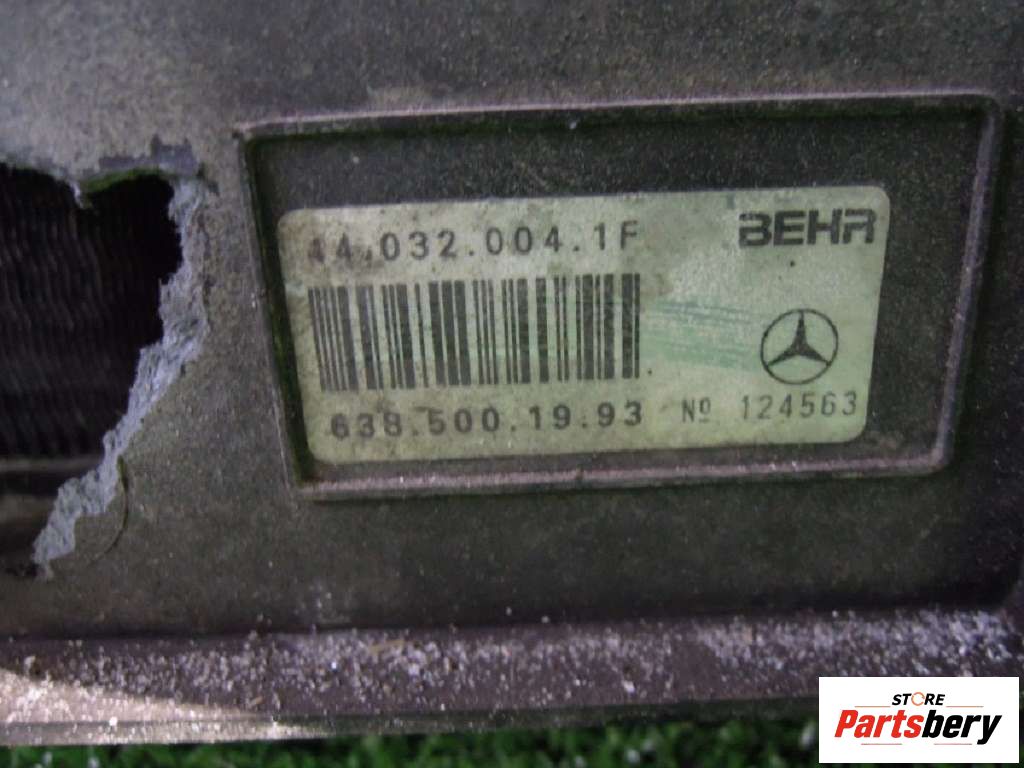 44.032.004.1F
BEHR
638.500.19.93 Nº 124563
STORE
Partsbery